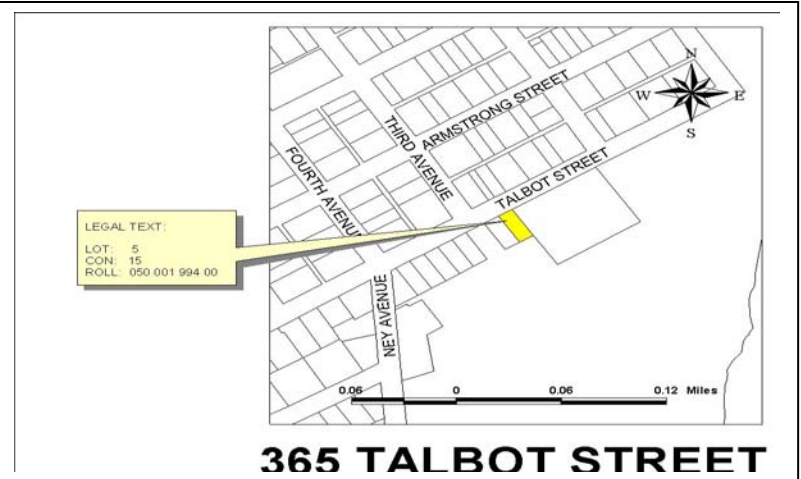 N
W E
S
ARMSTRONG STREET
THIRD AVENUE
FOURTH AVENUE
TALBOT STREET
LEGAL TEXT:
LOT: 5
CON: 15
ROLL: 050 001 994 00
NEY AVENUE
0.06 0 0.06 0.12 Miles
365 TALBOT STREET